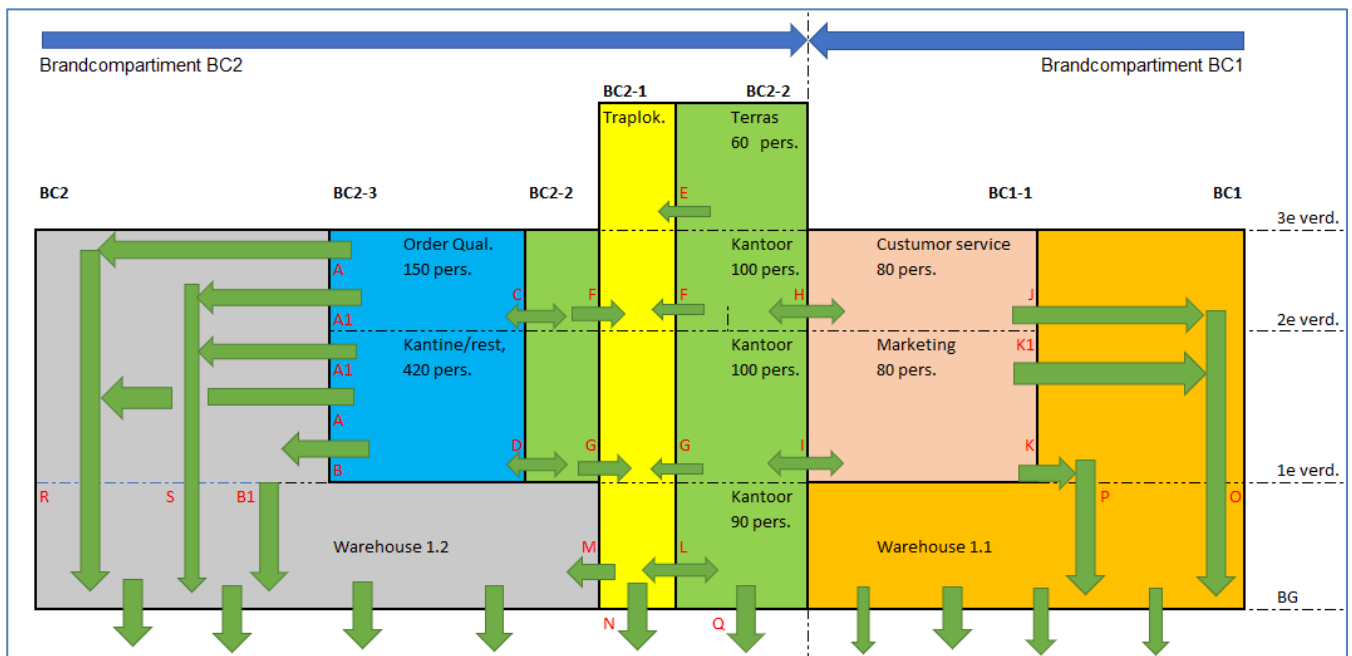 Brandcompartiment BC2
Brandcompartiment BC1
BC2-1
BC2-2
Traplok.
Terras
60 pers.
BC2
BC2-3
BC2-2
E
BC1-1
BC1
3e verd.
Order Qual.
150 pers.
Kantoor
100 pers.
Custumor service
80 pers.
A
C
F
F
H
J
A1
2e verd.
Kantine/rest,
420 pers.
Kantoor
100 pers.
Marketing
80 pers.
K1
A1
A
D
G
G
I
K
B
1e verd.
R
S
B1
Kantoor
90 pers.
P
O
Warehouse 1.2
M
L
Warehouse 1.1
BG
N
Q